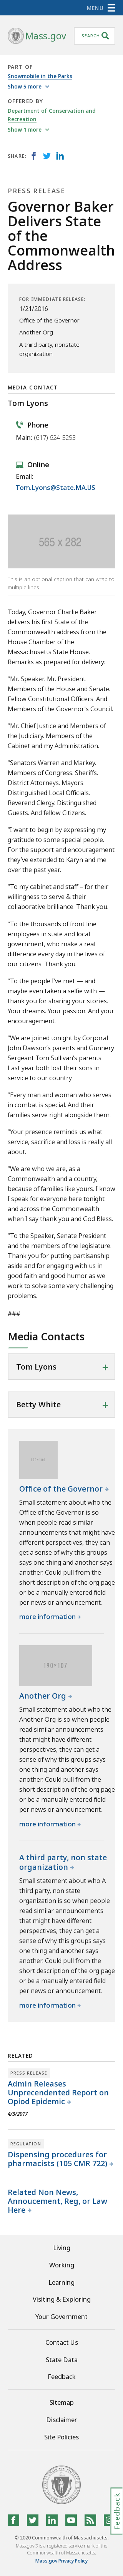 MENU
Mass.gov
SEARCH
PART OF
Snowmobile in the Parks
Show 5 more
OFFERED BY
Department of Conservation and
Recreation
Show 1 more
SHARE:
PRESS RELEASE
Governor Baker
Delivers State
of the
Commonwealth
Address
FOR IMMEDIATE RELEASE:
1/21/2016
Office of the Governor
Another Org
A third party, nonstate
organization
MEDIA CONTACT
Tom Lyons
Phone
Main: (617) 624-5293
Online
Email:
Tom.Lyons@State.MA.US
565 x 282
This is an optional caption that can wrap to
multiple lines.
Today, Governor Charlie Baker
delivers his first State of the
Commonwealth address from the
House Chamber of the
Massachusetts State House.
Remarks as prepared for delivery:
"Mr. Speaker. Mr. President.
Members of the House and Senate.
Fellow Constitutional Officers. And
Members of the Governor's Council.
"Mr. Chief Justice and Members of
the Judiciary. Members of the
Cabinet and my Administration.
"Senators Warren and Markey.
Members of Congress. Sheriffs.
District Attorneys. Mayors.
Distinguished Local Officials.
Reverend Clergy. Distinguished
Guests. And fellow Citizens.
"I want to begin by expressing my
gratitude to some special people.
For the support and encouragement
they've extended to Karyn and me
over the past year.
"To my cabinet and staff – for their
willingness to serve & their
collaborative brilliance. Thank you.
"To the thousands of front line
employees in state and local
government, who make a real
difference every day in the lives of
our citizens. Thank you.
"To the people I've met — and
maybe even taken a selfie with —
thank you for sharing your stories.
Your dreams. Your passion. And your
encouragement.
"We are joined tonight by Corporal
Shawn Dawson's parents and Gunnery
Sergeant Tom Sullivan's parents.
Each man lost their lives in
service to our country.
"Every man and woman who serves
in combat is special. And their
families serve right alongside them.
"Your presence reminds us what
service, sacrifice and loss is really all
about.
"We are who we are, as a
Commonwealth and a country,
because of families like yours. I know
I speak for everyone here tonight
and across the Commonwealth
when I say thank you and God Bless.
"To the Speaker, Senate President
and the members of the legislature.
Thank you for putting partisanship
aside and for engaging with us in
good faith and good humor as we
work to solve these very challenging
problems.
###
Media Contacts
Tom Lyons +
Betty White +
Office of the Governor
Small statement about who the
Office of the Governor is so
when people read similar
announcements that might have
different perspectives, they can
get a sense of why this groups
says something different than
what another says. Could pull
from the short description of the
org page or be a manually
entered field per news or
announcement.
more information
190×107
Another Org
Small statement about who the
Another Org is so when people
read similar announcements
that might have different
perspectives, they can get a
sense of why this groups says
something different than what
another says. Could pull from
the short description of the org
page or be a manually entered
field per news or
announcement.
more information
A third party, non state
organization
Small statement about who A
third party, non state
organization is so when people
read similar announcements
that might have different
perspectives, they can get a
sense of why this groups says
something different than what
another says. Could pull from
the short description of the org
page or be a manually entered
field per news or
announcement.
more information
RELATED
PRESS RELEASE
Admin Releases
Unprecendented Report on
Opiod Epidemic
4/3/2017
REGULATION
Dispensing procedures for
pharmacists (105 CMR 722)
Related Non News,
Annoucement, Reg, or Law
Here
Living
Working
Learning
Visiting & Exploring
Your Government
Contact Us
State Data
Feedback
Sitemap
Disclaimer
Site Policies
Feedback
© 2020 Commonwealth of Massachusetts.
Mass.gov® is a registered service mark of the
Commonwealth of Massachusetts.
Mass.gov Privacy Policy